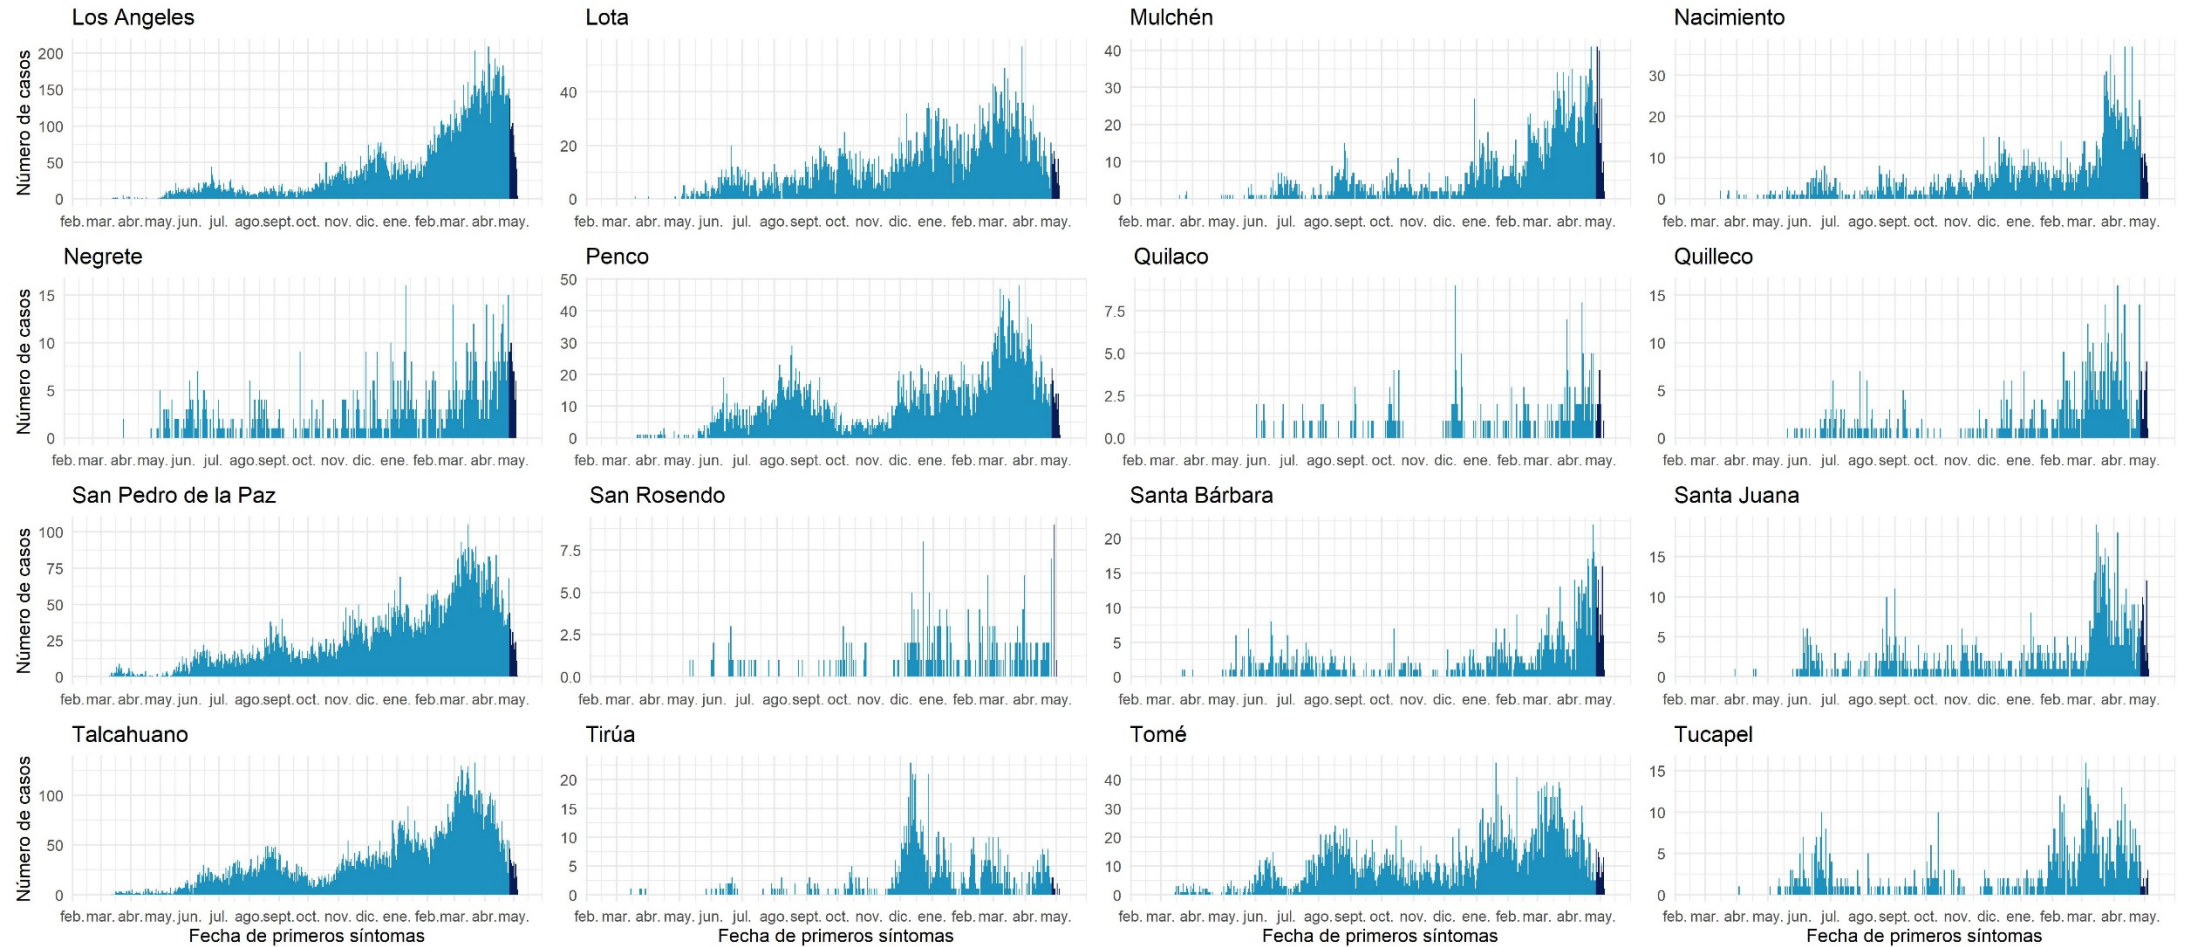 Los Angeles
Lota
Mulchén
Nacimiento
Número de casos
200
150
100
50
0
feb. mar. abr. may. jun. jul. ago. sept. oct. nov. dic. ene. feb. mar. abr. may.
40
20
0
feb. mar. abr. may. jun. jul. ago. sept. oct. nov. dic. ene. feb. mar. abr. may.
40
30
20
10
0
feb. mar. abr. may. jun. jul. ago. sept. oct. nov. dic. ene. feb. mar. abr. may.
30
20
10
0
feb. mar. abr. may. jun. jul. ago. sept. oct. nov. dic. ene. feb. mar. abr. may.
Negrete
Penco
Quilaco
Quilleco
Número de casos
15
10
5
0
feb. mar. abr. may. jun. jul. ago. sept. oct. nov. dic. ene. feb. mar. abr. may.
50
40
30
20
10
0
feb. mar. abr. may. jun. jul. ago. sept. oct. nov. dic. ene. feb. mar. abr. may.
7.5
5.0
2.5
0.0
feb. mar. abr. may. jun. jul. ago. sept. oct. nov. dic. ene. feb. mar. abr. may.
15
10
5
0
feb. mar. abr. may. jun. jul. ago. sept. oct. nov. dic. ene. feb. mar. abr. may.
San Pedro de la Paz
San Rosendo
Santa Bárbara
Santa Juana
Número de casos
100
75
50
25
0
feb. mar. abr. may. jun. jul. ago. sept. oct. nov. dic. ene. feb. mar. abr. may.
7.5
5.0
2.5
0.0
feb. mar. abr. may. jun. jul. ago. sept. oct. nov. dic. ene. feb. mar. abr. may.
20
15
10
5
0
feb. mar. abr. may. jun. jul. ago. sept. oct. nov. dic. ene. feb. mar. abr. may.
15
10
5
0
feb. mar. abr. may. jun. jul. ago. sept. oct. nov. dic. ene. feb. mar. abr. may.
Talcahuano
Tirúa
Tomé
Tucapel
Número de casos
100
50
0
feb. mar. abr. may. jun. jul. ago. sept. oct. nov. dic. ene. feb. mar. abr. may.
Fecha de primeros síntomas
20
15
10
5
0
feb. mar. abr. may. jun. jul. ago. sept. oct. nov. dic. ene. feb. mar. abr. may.
Fecha de primeros síntomas
40
30
20
10
0
feb. mar. abr. may. jun. jul. ago. sept. oct. nov. dic. ene. feb. mar. abr. may.
Fecha de primeros síntomas
15
10
5
0
feb. mar. abr. may. jun. jul. ago. sept. oct. nov. dic. ene. feb. mar. abr. may.
Fecha de primeros síntomas